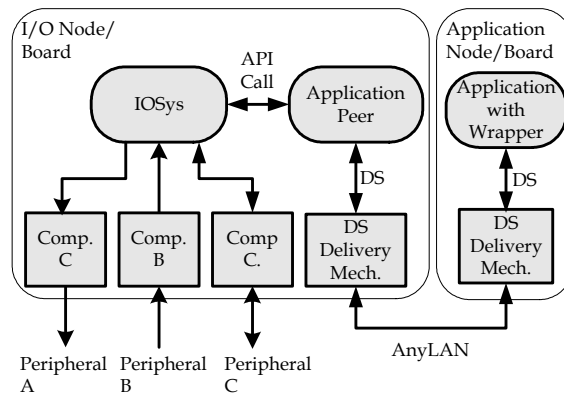 I/O Node/
Board
Application
Node/Board
API
Call
IOSys
Application
Peer
Application
with
Wrapper
DS
DS
Comp.
C
Comp.
B
Comp
C.
DS
Delivery
Mech.
DS
Delivery
Mech.
AnyLAN
Peripheral
A
Peripheral
B
Peripheral
C